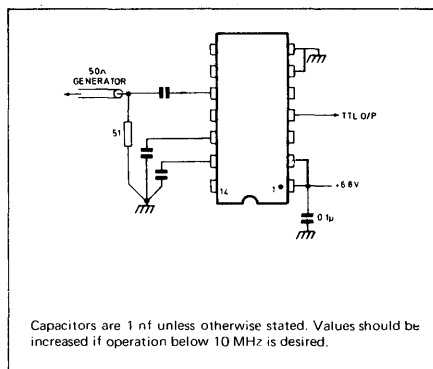 50Ω
GENERATOR
51
TTL O/P
14
1
+6.8V
0.1μ
Capacitors are 1 nf unless otherwise stated. Values should be
increased if operation below 10 MHz is desired.